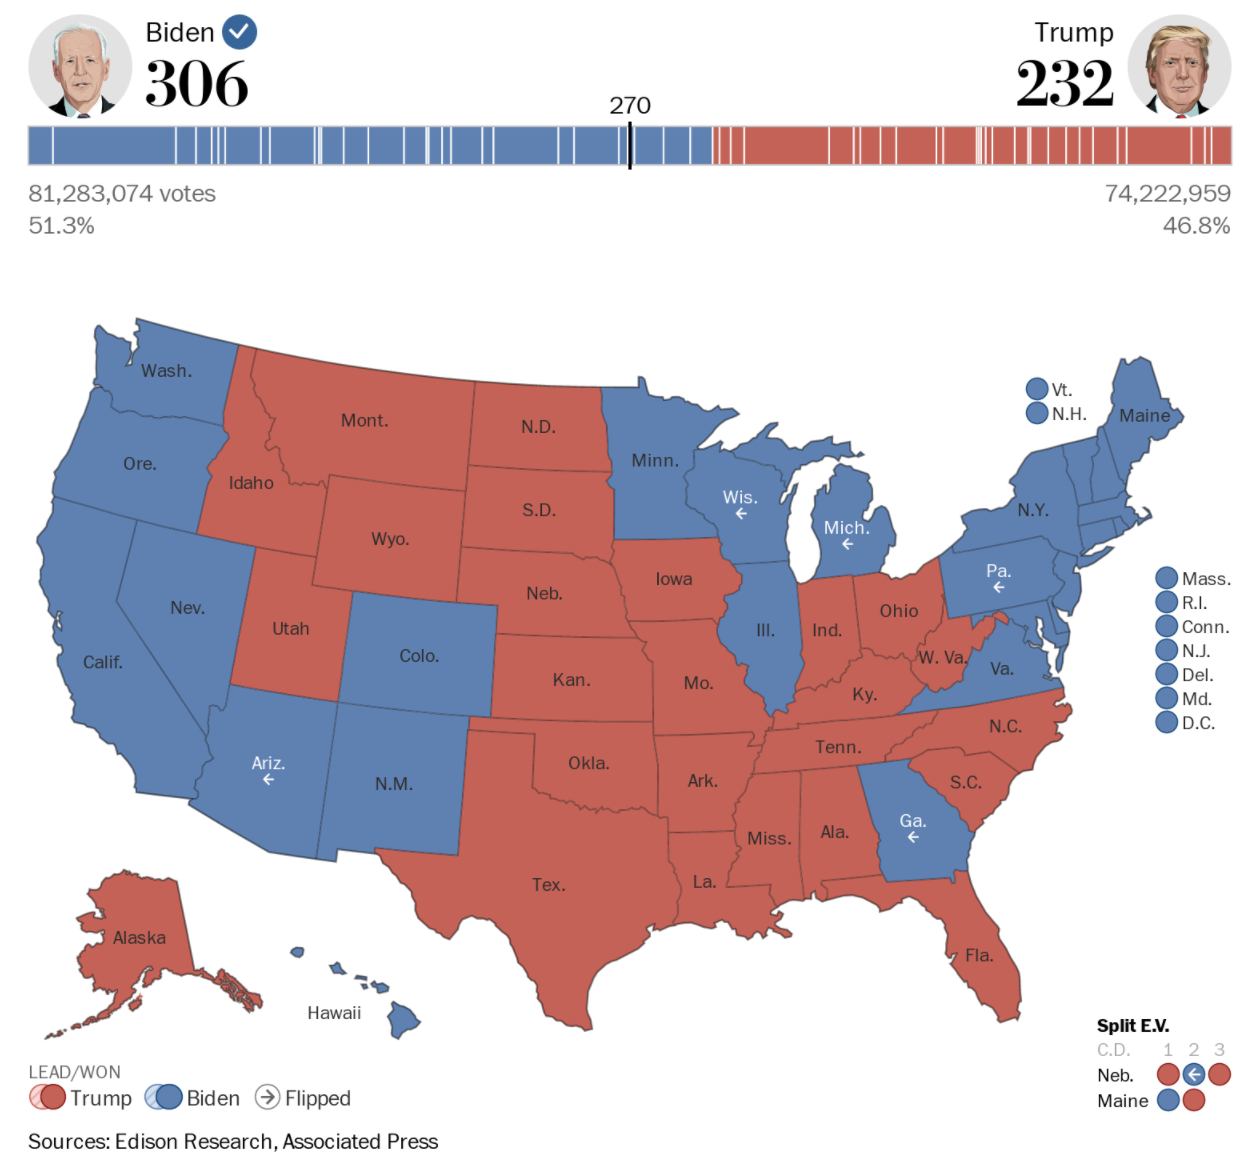 Biden
306
Trump
232
270
81,283,074 votes
74,222,959
51.3%
46.8%
Wash.
Vt.
N.H.
Maine
Mont.
N.D.
Ore.
Minn.
Idaho
Wis.
S.D.
N.Y.
Mich.
Wyo.
Pa.
Iowa
Mass.
Neb.
R.I.
Nev.
Ohio
Utah
Ill.
Ind.
Conn.
Colo.
N.J.
Calif.
W. Va.
Va.
Del.
Kan.
Mo.
Ky.
Md.
D.C.
N.C.
Tenn.
Ariz.
Okla.
N.M.
Ark.
S.C.
Ga.
Miss.
Ala.
Tex.
La.
Alaska
Fla.
Hawaii
Split E.V.
C.D. 1 2 3
Neb.
Maine
LEAD/WON
Trump Biden Flipped
Sources: Edison Research, Associated Press